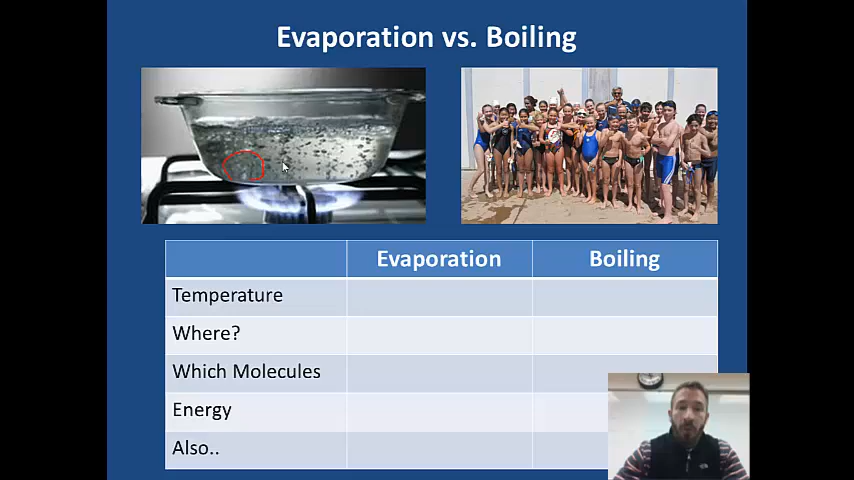 Evaporation vs. Boiling
Evaporation Boiling
Temperature
Where?
Which Molecules
Energy
Also..